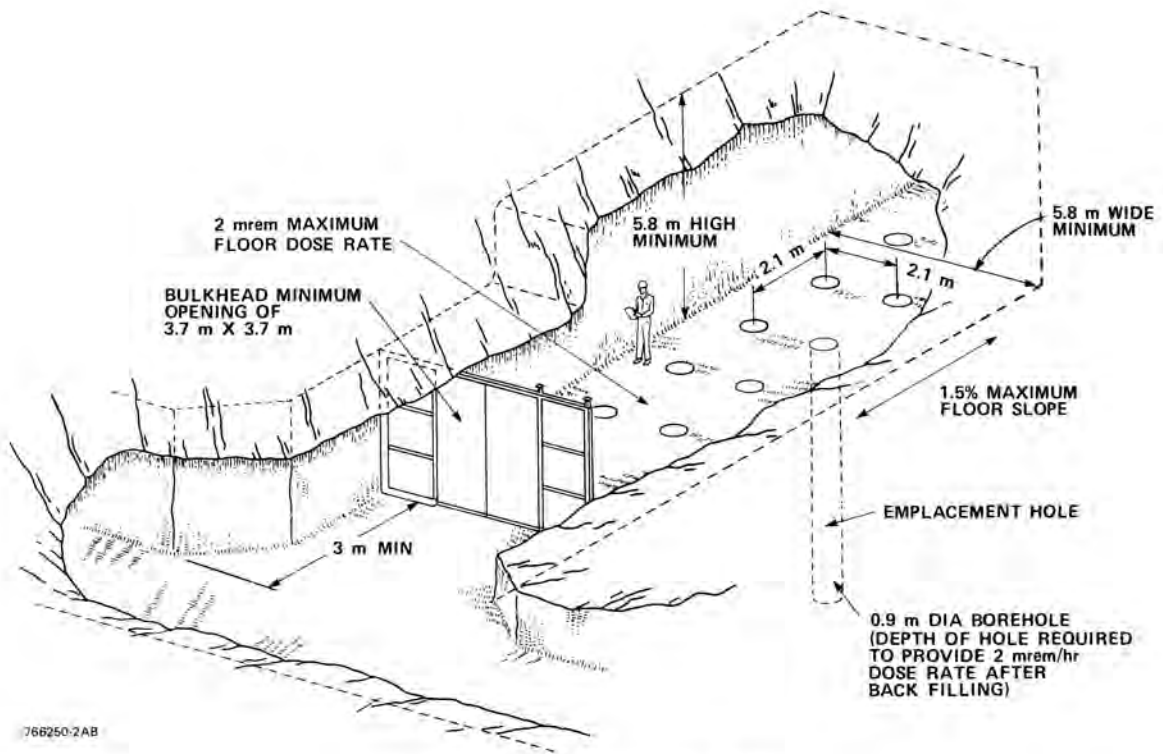 2 mrem MAXIMUM
FLOOR DOSE RATE
BULKHEAD MINIMUM
OPENING OF
3.7 m X 3.7 m
5.8 m HIGH
MINIMUM
2.1 m
2.1 m
5.8 m WIDE
MINIMUM
1.5% MAXIMUM
FLOOR SLOPE
3 m MIN
EMPLACEMENT HOLE
0.9 m DIA BOREHOLE
(DEPTH OF HOLE REQUIRED
TO PROVIDE 2 mrem/hr
DOSE RATE AFTER
BACK FILLING)
766250-2AB